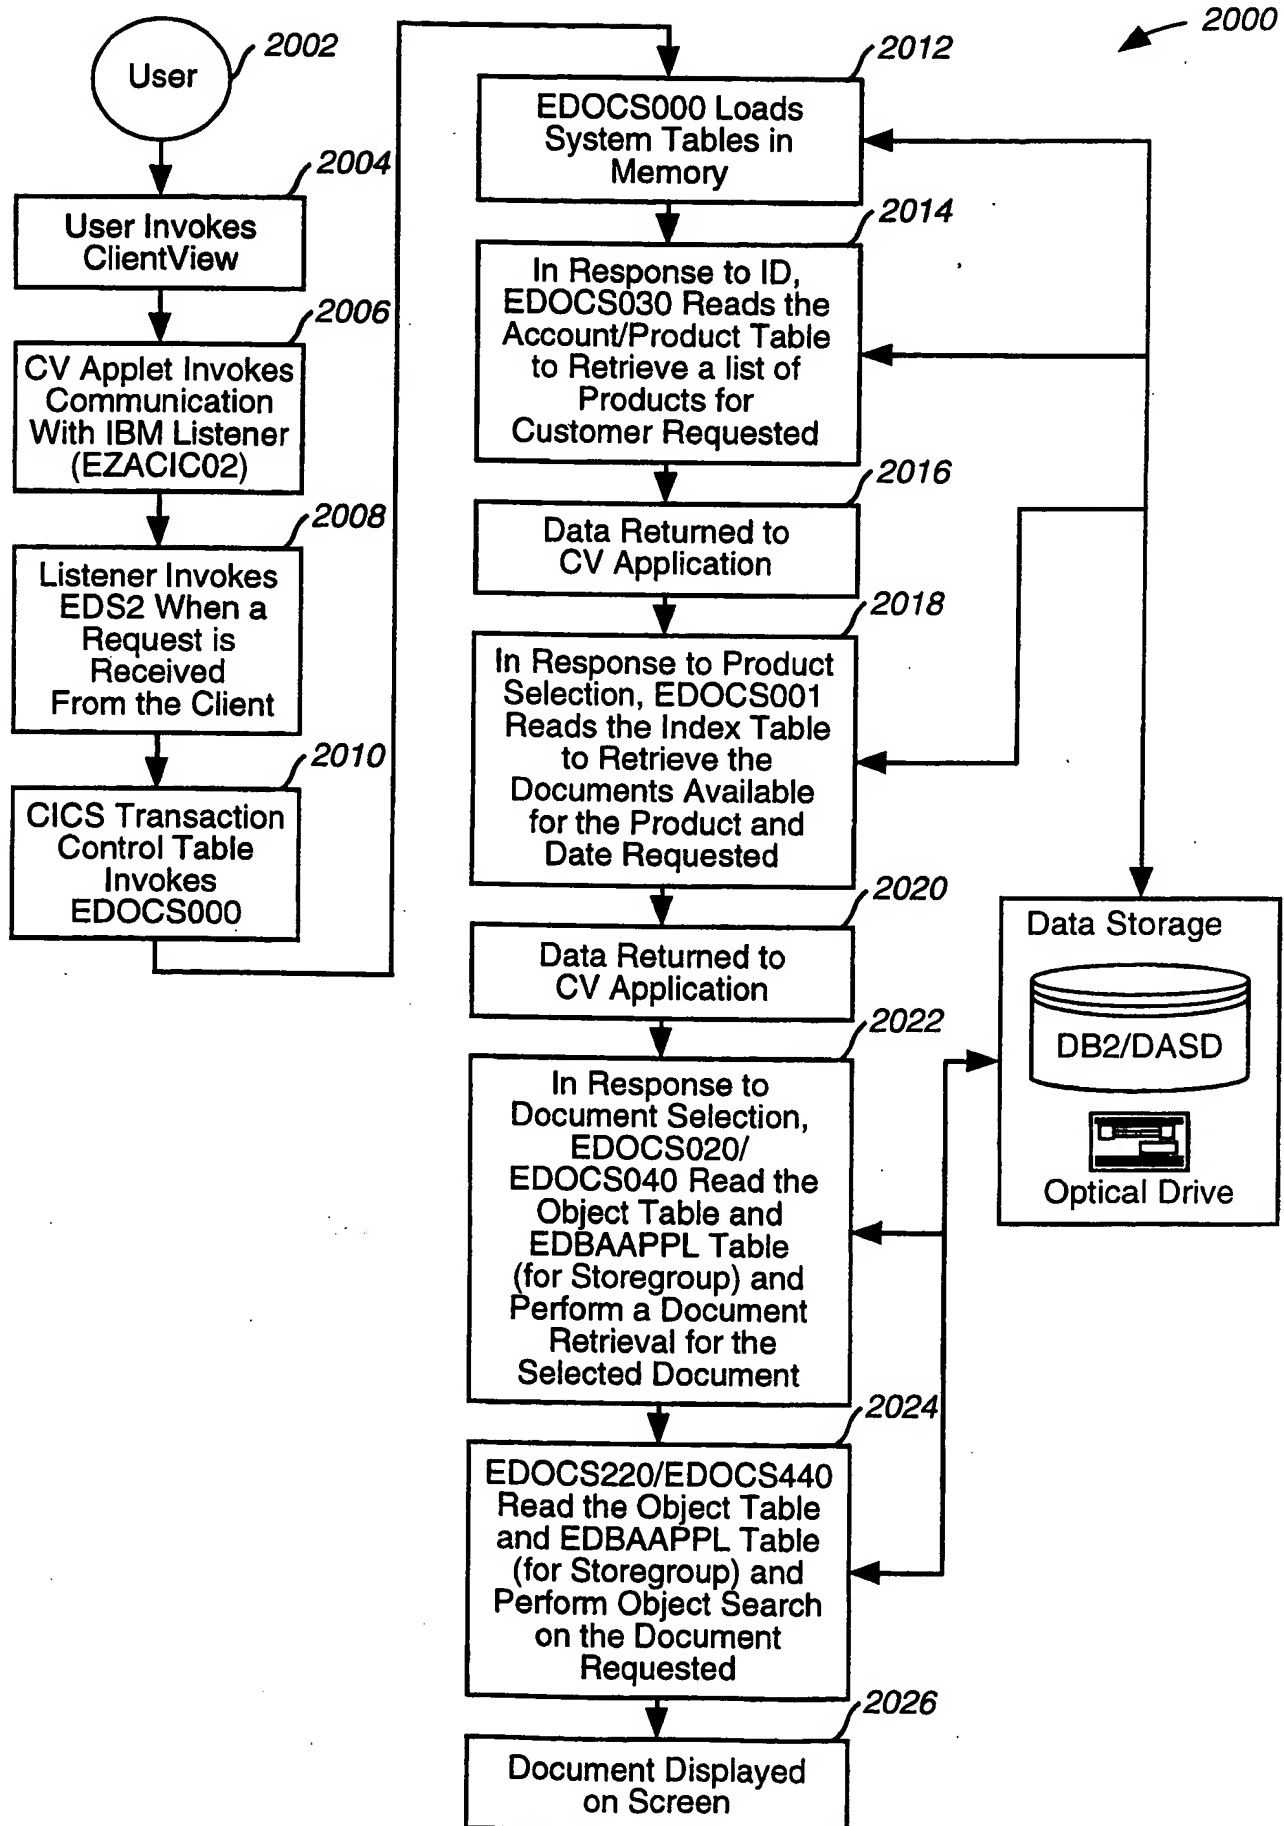 2000
User
2002
2004
User Invokes
ClientView
2006
CV Applet Invokes
Communication
With IBM Listener
(EZACIC02)
2008
Listener Invokes
EDS2 When a
Request is
Received
From the Client
2010
CICS Transaction
Control Table
Invokes
EDOCS000
2012
EDOCS000 Loads
System Tables in
Memory
2014
In Response to ID,
EDOCS030 Reads the
Account/Product Table
to Retrieve a list of
Products for
Customer Requested
2016
Data Returned to
CV Application
2018
In Response to Product
Selection, EDOCS001
Reads the Index Table
to Retrieve the
Documents Available
for the Product and
Date Requested
2020
Data Returned to
CV Application
2022
In Response to
Document Selection,
EDOCS020/
EDOCS040 Read the
Object Table and
EDBAAPPL Table
(for Storegroup) and
Perform a Document
Retrieval for the
Selected Document
2024
EDOCS220/EDOCS440
Read the Object Table
and EDBAAPPL Table
(for Storegroup) and
Perform Object Search
on the Document
Requested
2026
Document Displayed
on Screen
Data Storage
DB2/DASD
Optical Drive